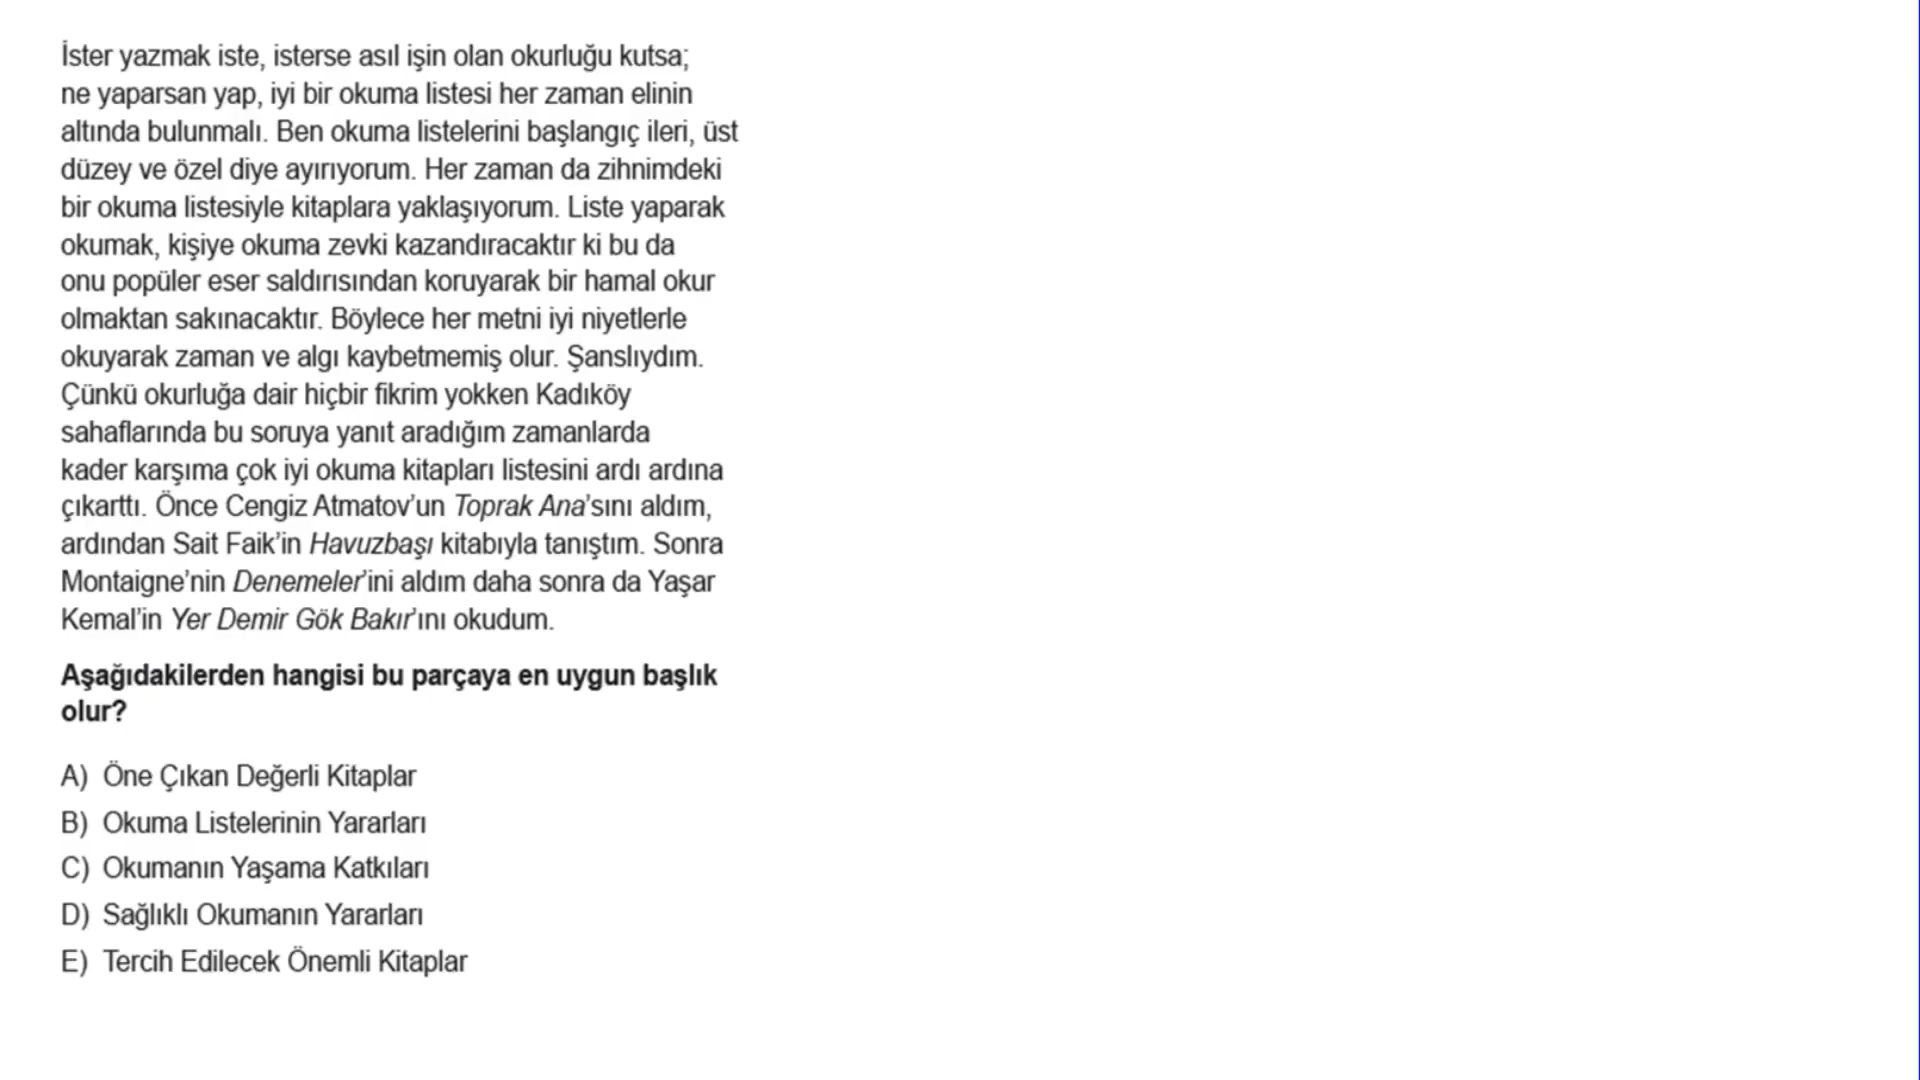 İster yazmak iste, isterse asıl işin olan okurluğu kutsa;
ne yaparsan yap, iyi bir okuma listesi her zaman elinin
altında bulunmalı. Ben okuma listelerini başlangıç ileri, üst
düzey ve özel diye ayırıyorum. Her zaman da zihnimdeki
bir okuma listesiyle kitaplara yaklaşıyorum. Liste yaparak
okumak, kişiye okuma zevki kazandıracaktır ki bu da
onu popüler eser saldırısından koruyarak bir hamal okur
olmaktan sakınacaktır. Böylece her metni iyi niyetlerle
okuyarak zaman ve algı kaybetmemiş olur. Şanslıydım.
Çünkü okurluğa dair hiçbir fikrim yokken Kadıköy
sahaflarında bu soruya yanıt aradığım zamanlarda
kader karşıma çok iyi okuma kitapları listesini ardı ardına
çıkarttı. Önce Cengiz Atmatov’un Toprak Ana’sını aldım,
ardından Sait Faik’in Havuzbaşı kitabıyla tanıştım. Sonra
Montaigne’nin Denemeler’ini aldım daha sonra da Yaşar
Kemal’in Yer Demir Gök Bakır’ını okudum.
Aşağıdakilerden hangisi bu parçaya en uygun başlık
olur?
A) Öne Çıkan Değerli Kitaplar
B) Okuma Listelerinin Yararları
C) Okumanın Yaşama Katkıları
D) Sağlıklı Okumanın Yararları
E) Tercih Edilecek Önemli Kitaplar